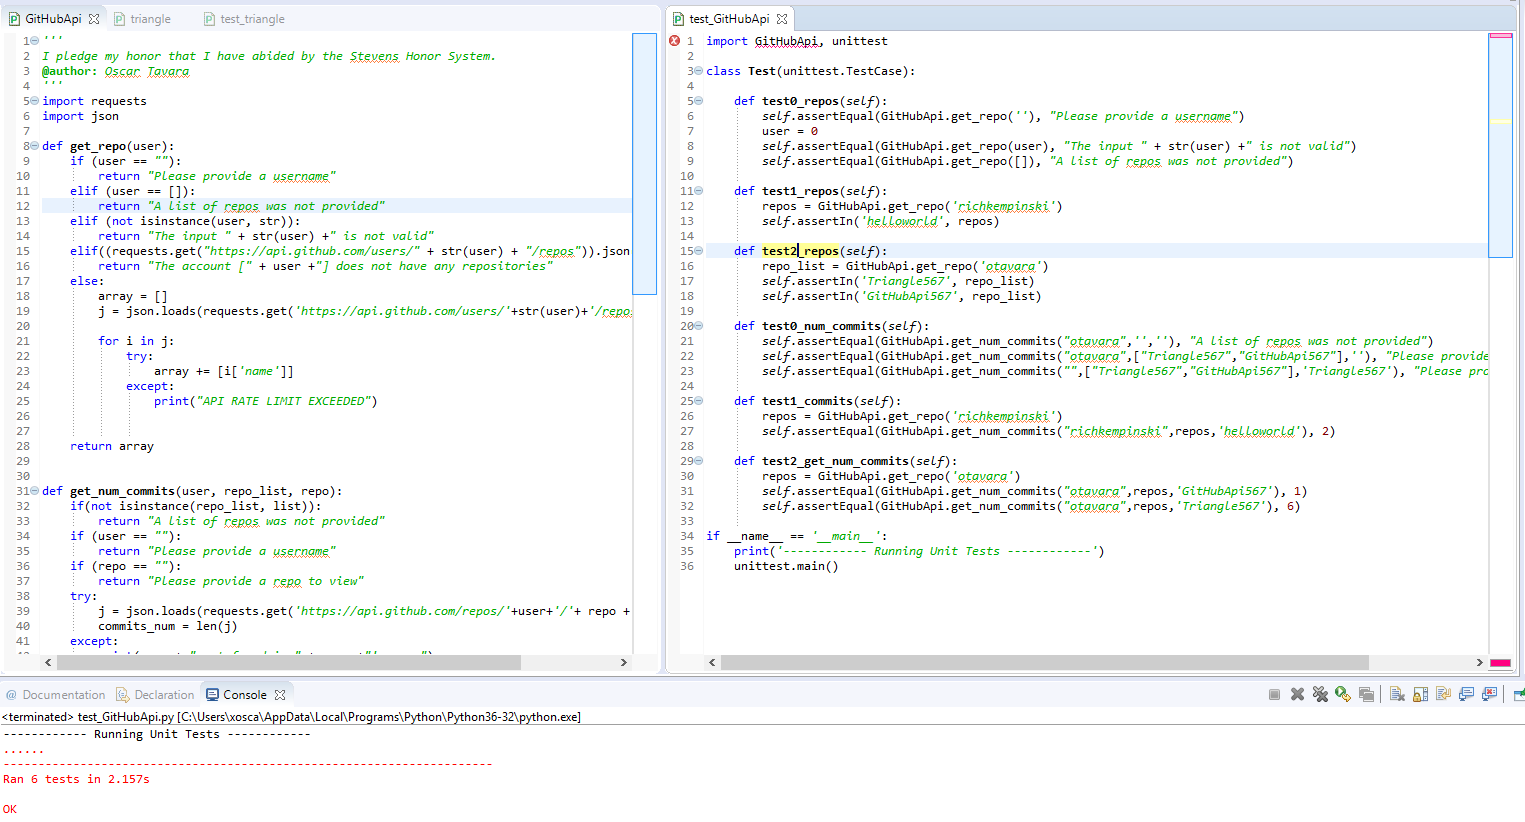 GitHubApi
triangle
test_triangle
1 '''
2 I pledge my honor that I have abided by the Stevens Honor System.
3 @author: Oscar Tavara
4 '''
5 import requests
6 import json
7
8 def get_repo(user):
9     if (user == ""):
10         return "Please provide a username"
11     elif (user == []):
12         return "A list of repos was not provided"
13     elif (not isinstance(user, str)):
14         return "The input " + str(user) +" is not valid"
15     elif((requests.get("https://api.github.com/users/" + str(user) + "/repos")).json
16         return "The account [" + user +"] does not have any repositories"
17     else:
18         array = []
19         j = json.loads(requests.get('https://api.github.com/users/'+str(user)+'/repo
20
21         for i in j:
22             try:
23                 array += [i['name']]
24             except:
25                 print("API RATE LIMIT EXCEEDED")
26
27
28     return array
29
30
31 def get_num_commits(user, repo_list, repo):
32     if(not isinstance(repo_list, list)):
33         return "A list of repos was not provided"
34     if (user == ""):
35         return "Please provide a username"
36     if (repo == ""):
37         return "Please provide a repo to view"
38     try:
39         j = json.loads(requests.get('https://api.github.com/repos/'+user+'/'+ repo +
40         commits_num = len(j)
41     except:
test_GitHubApi
1 import GitHubApi, unittest
2
3 class Test(unittest.TestCase):
4
5     def test0_repos(self):
6         self.assertEqual(GitHubApi.get_repo(''), "Please provide a username")
7         user = 0
8         self.assertEqual(GitHubApi.get_repo(user), "The input " + str(user) +" is not valid")
9         self.assertEqual(GitHubApi.get_repo([]), "A list of repos was not provided")
10
11     def test1_repos(self):
12         repos = GitHubApi.get_repo('richkempinski')
13         self.assertIn('helloworld', repos)
14
15     def test2_repos(self):
16         repo_list = GitHubApi.get_repo('otavara')
17         self.assertIn('Triangle567', repo_list)
18         self.assertIn('GitHubApi567', repo_list)
19
20     def test0_num_commits(self):
21         self.assertEqual(GitHubApi.get_num_commits("otavara",'',''), "A list of repos was not provided")
22         self.assertEqual(GitHubApi.get_num_commits("otavara",["Triangle567","GitHubApi567"],''), "Please provide
23         self.assertEqual(GitHubApi.get_num_commits("",["Triangle567","GitHubApi567"],'Triangle567'), "Please pro
24
25     def test1_commits(self):
26         repos = GitHubApi.get_repo('richkempinski')
27         self.assertEqual(GitHubApi.get_num_commits("richkempinski",repos,'helloworld'), 2)
28
29     def test2_get_num_commits(self):
30         repos = GitHubApi.get_repo('otavara')
31         self.assertEqual(GitHubApi.get_num_commits("otavara",repos,'GitHubApi567'), 1)
32         self.assertEqual(GitHubApi.get_num_commits("otavara",repos,'Triangle567'), 6)
33
34 if __name__ == '__main__':
35     print('------------ Running Unit Tests ------------')
36     unittest.main()
@ Documentation
Declaration
Console
<terminated> test_GitHubApi.py [C:\Users\xosca\AppData\Local\Programs\Python\Python36-32\python.exe]
------------ Running Unit Tests ------------
......
----------------------------------------------------------------------
Ran 6 tests in 2.157s
OK